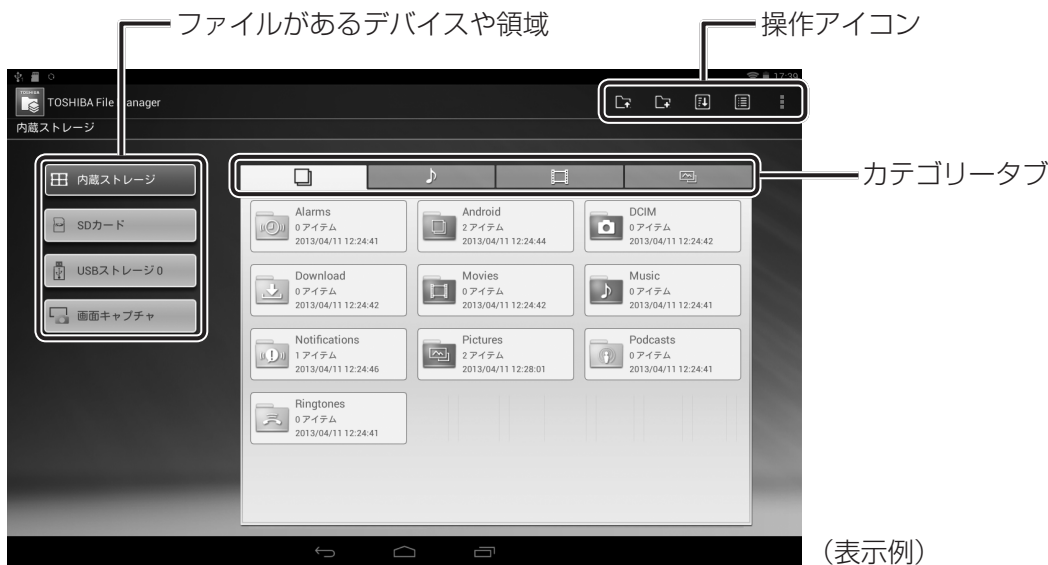 ファイルがあるデバイスや領域
操作アイコン
17:39
TOSHIBA
TOSHIBA File Manager
内蔵ストレージ
内蔵ストレージ
SDカード
USBストレージ 0
画面キャプチャ
カテゴリータブ
Alarms
0 アイテム
2013/04/11 12:24:41
Android
2 アイテム
2013/04/11 12:24:44
DCIM
0 アイテム
2013/04/11 12:24:42
Download
0 アイテム
2013/04/11 12:24:42
Movies
0 アイテム
2013/04/11 12:24:42
Music
0 アイテム
2013/04/11 12:24:41
Notifications
1 アイテム
2013/04/11 12:24:46
Pictures
2 アイテム
2013/04/11 12:28:01
Podcasts
0 アイテム
2013/04/11 12:24:41
Ringtones
0 アイテム
2013/04/11 12:24:41
（表示例）